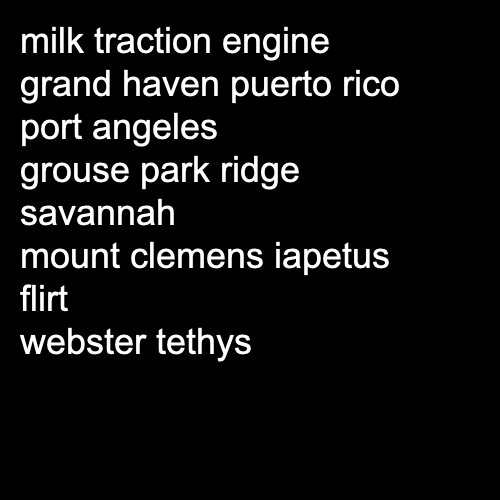 milk traction engine
grand haven puerto rico
port angeles
grouse park ridge
savannah
mount clemens iapetus
flirt
webster tethys